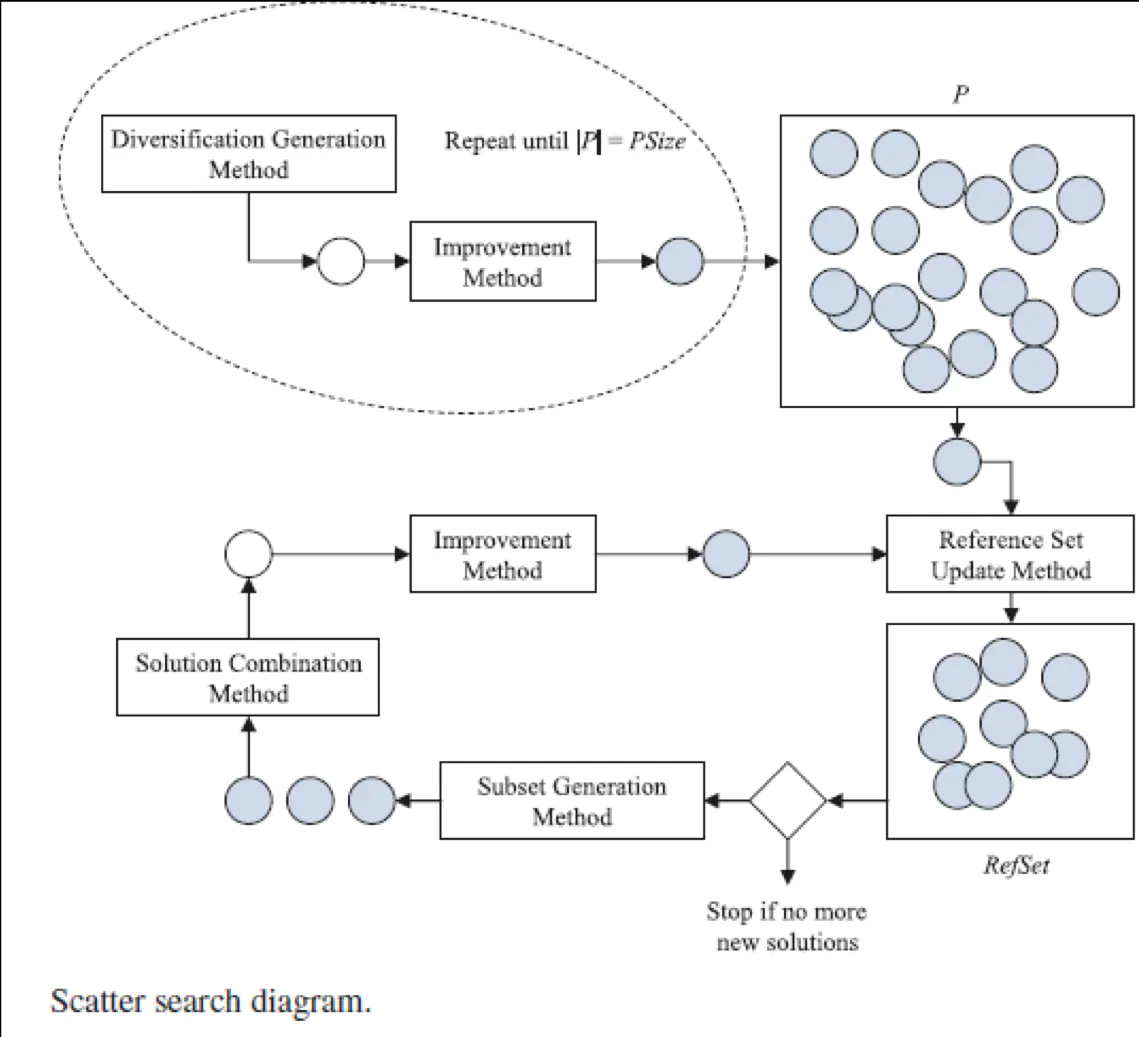 P
Diversification Generation
Method
Repeat until |P| = PSize
Improvement
Method
Improvement
Method
Reference Set
Update Method
Solution Combination
Method
Subset Generation
Method
RefSet
Stop if no more
new solutions
Scatter search diagram.